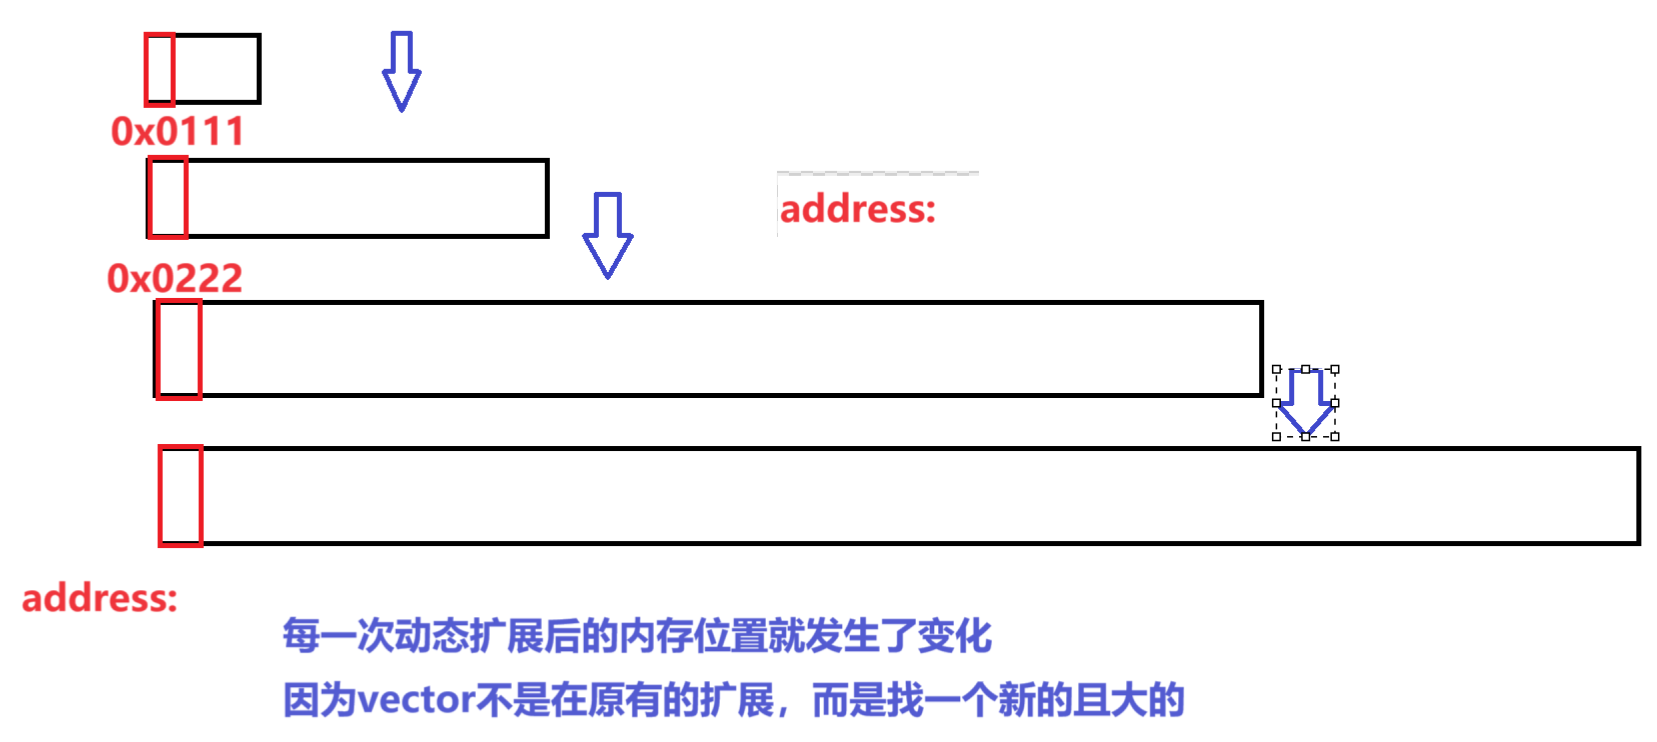 0x0111
address:
0x0222
address:
每一次动态扩展后的内存位置就发生了变化
因为vector不是在原有的扩展，而是找一个新的且大的